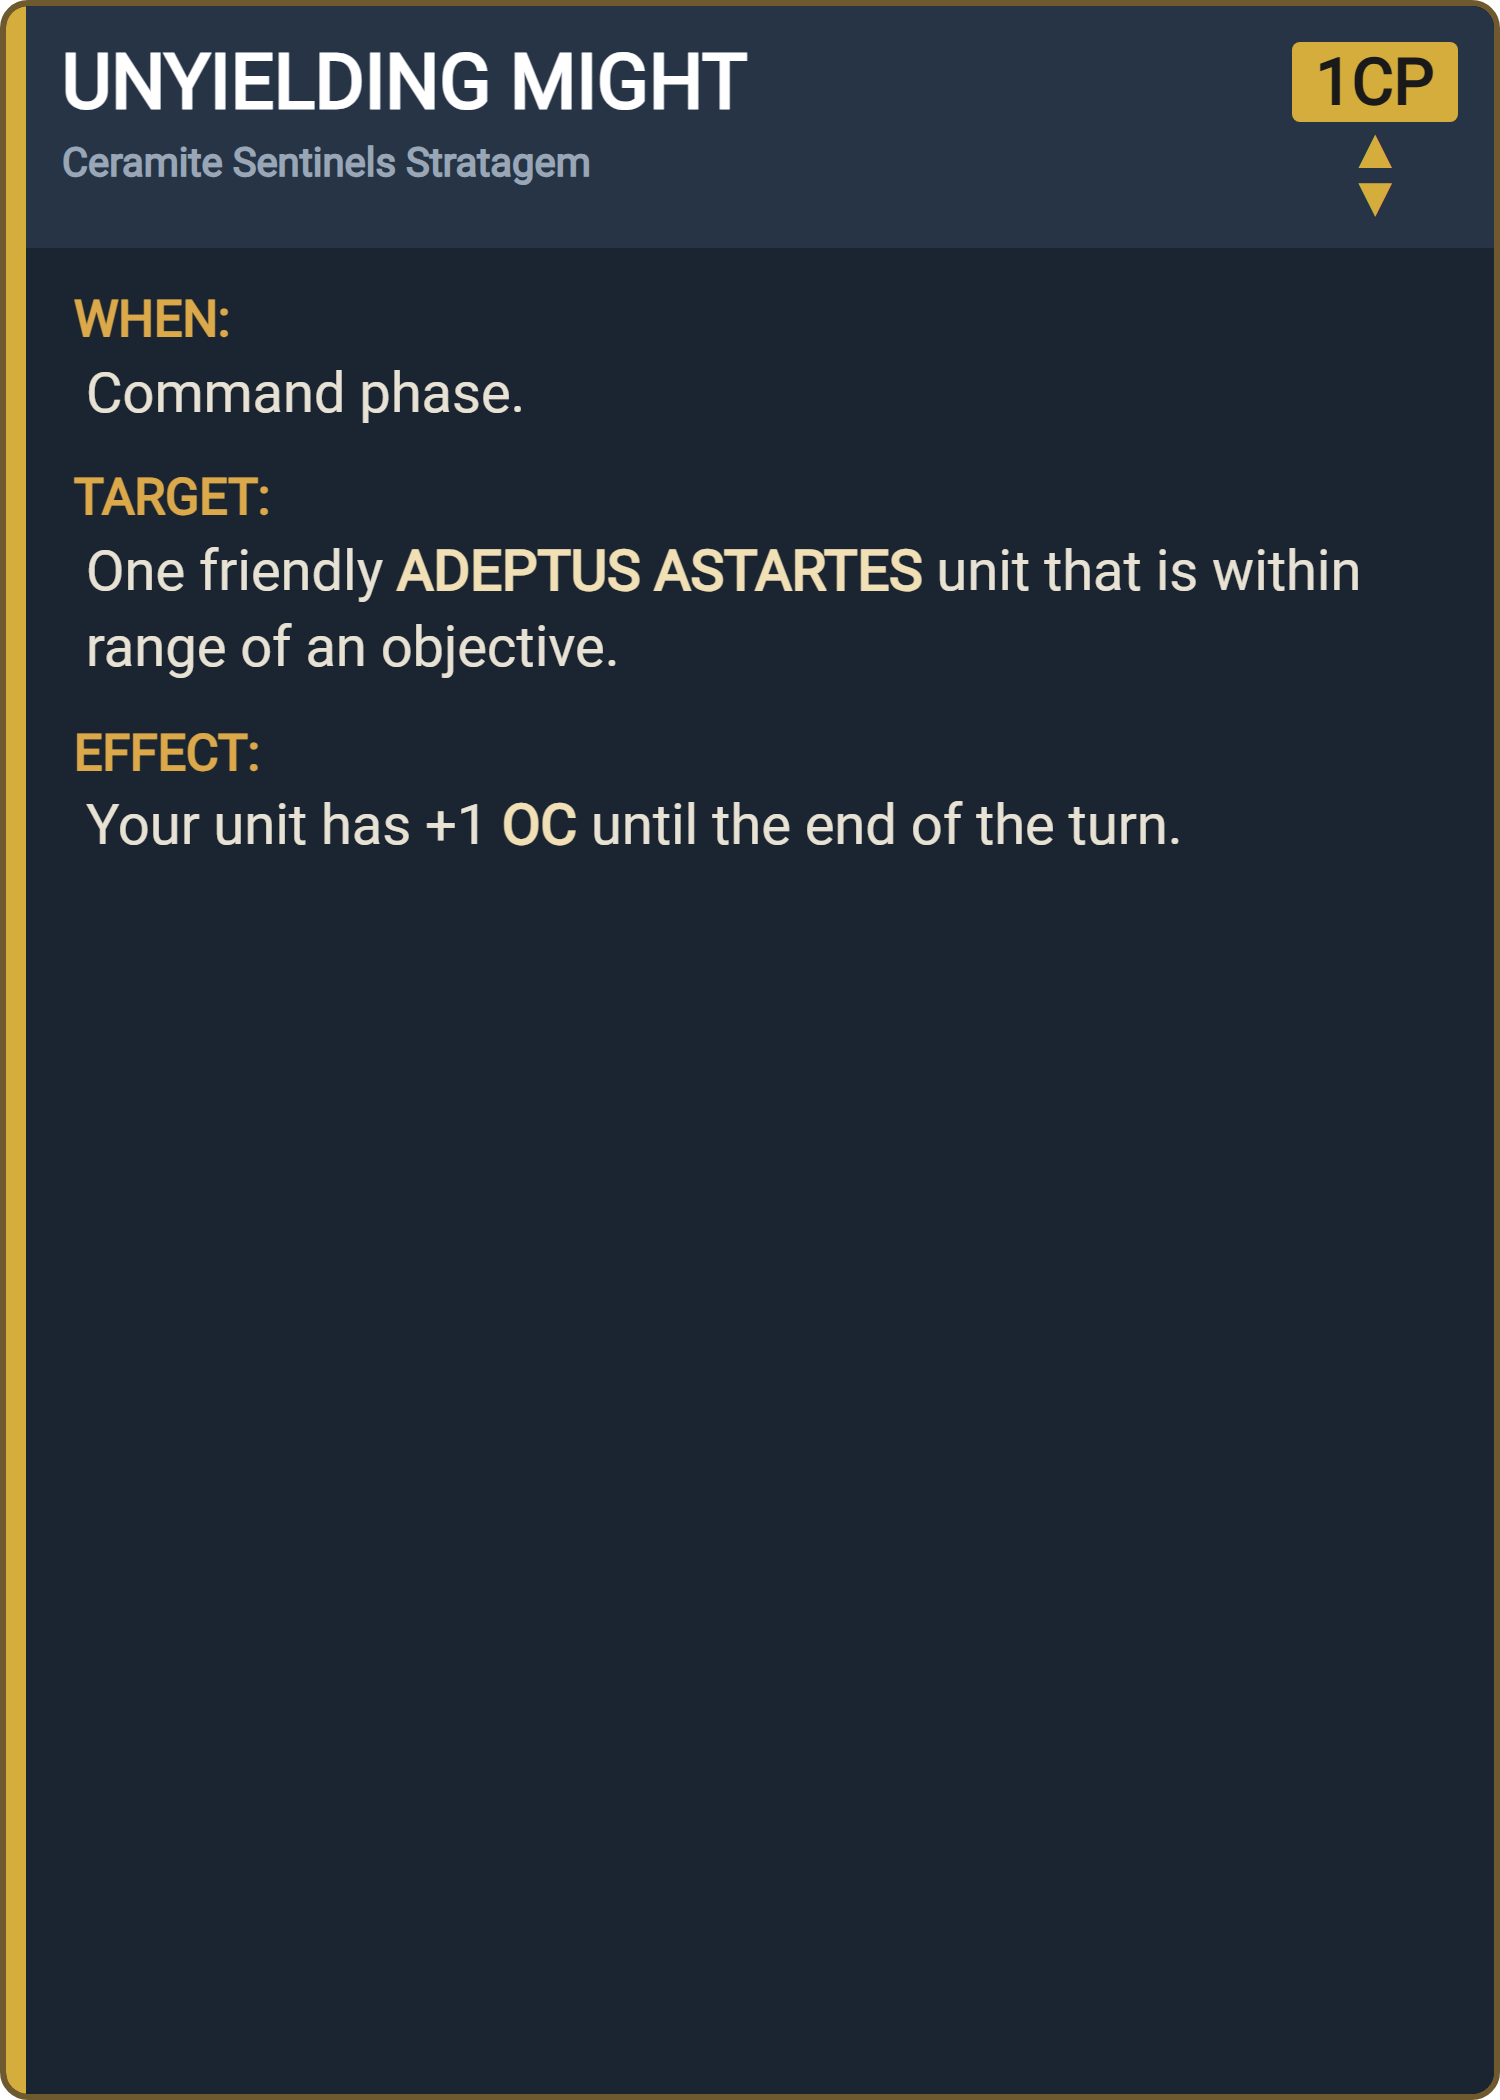 UNYIELDING MIGHT
1CP
Ceramite Sentinels Stratagem
▲
▼
WHEN:
Command phase.
TARGET:
One friendly ADEPTUS ASTARTES unit that is within
range of an objective.
EFFECT:
Your unit has +1 OC until the end of the turn.